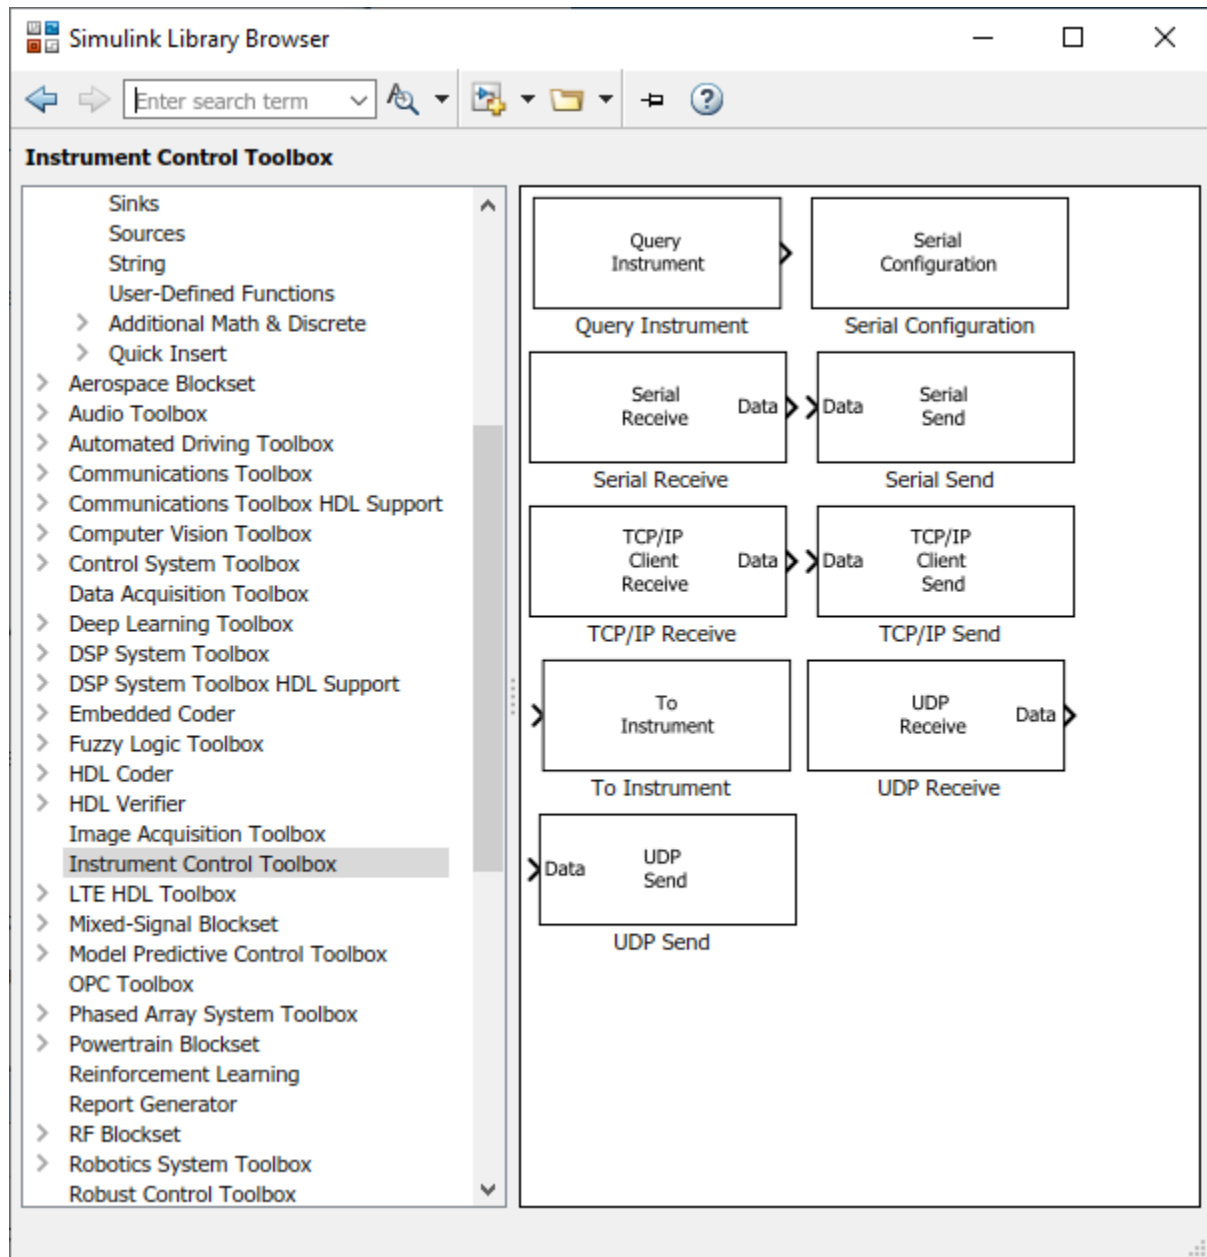 Simulink Library Browser
Enter search term
Instrument Control Toolbox
Sinks
Sources
String
User-Defined Functions
Additional Math & Discrete
Quick Insert
Aerospace Blockset
Audio Toolbox
Automated Driving Toolbox
Communications Toolbox
Communications Toolbox HDL Support
Computer Vision Toolbox
Control System Toolbox
Data Acquisition Toolbox
Deep Learning Toolbox
DSP System Toolbox
DSP System Toolbox HDL Support
Embedded Coder
Fuzzy Logic Toolbox
HDL Coder
HDL Verifier
Image Acquisition Toolbox
Instrument Control Toolbox
LTE HDL Toolbox
Mixed-Signal Blockset
Model Predictive Control Toolbox
OPC Toolbox
Phased Array System Toolbox
Powertrain Blockset
Reinforcement Learning
Report Generator
RF Blockset
Robotics System Toolbox
Robust Control Toolbox
Query
Instrument
Query Instrument
Serial
Configuration
Serial Configuration
Serial
Receive
Data
Serial Receive
Data
Serial
Send
Serial Send
TCP/IP
Client
Receive
Data
TCP/IP Receive
Data
TCP/IP
Client
Send
TCP/IP Send
To
Instrument
To Instrument
UDP
Receive
Data
UDP Receive
Data
UDP
Send
UDP Send